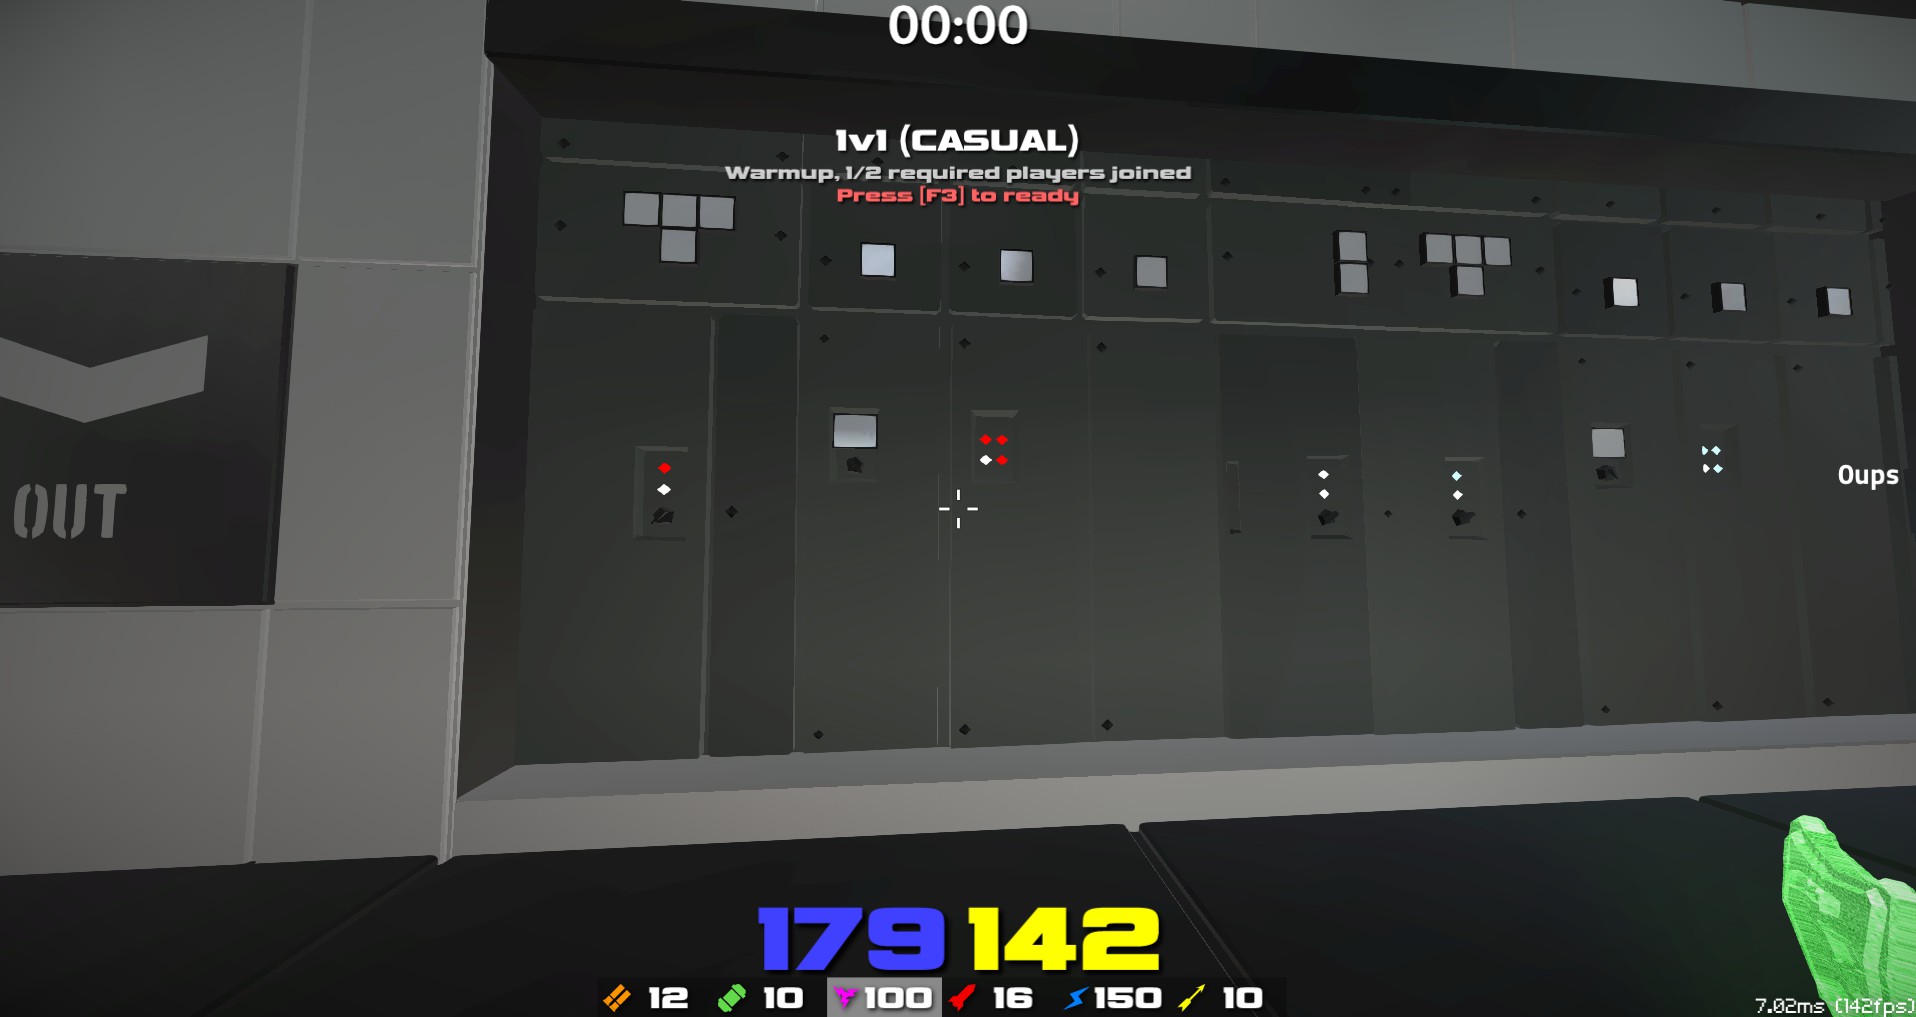 00:00
1v1 (CASUAL)
Warmup, 1/2 required players joined
Press [F3] to ready
OUT
Oups
179 142
12 10 100 16 150 10
7.02ms (142fps)